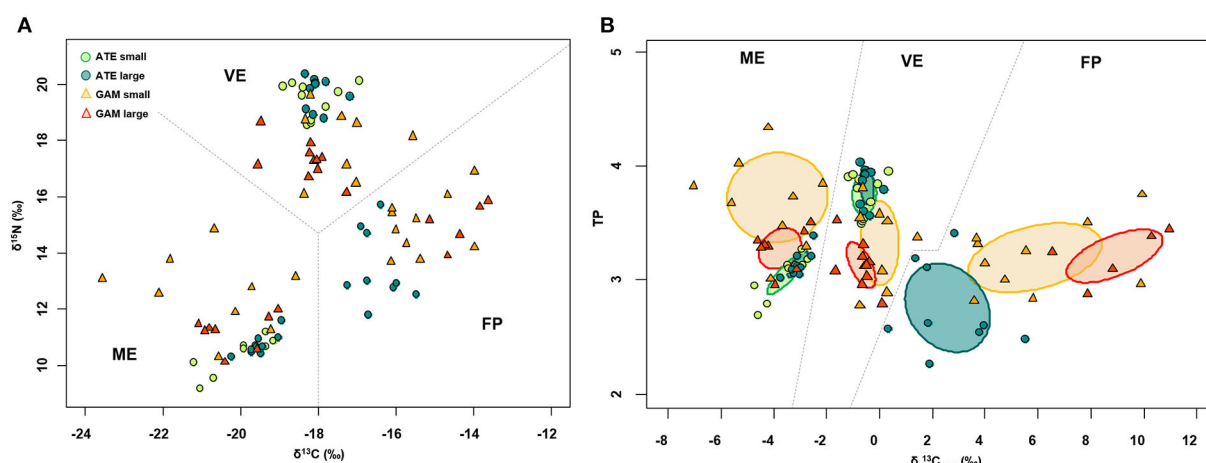 A
B
δ¹⁵N (‰)
20
18
16
14
12
10
-24
-22
-20
-18
-16
-14
-12
δ¹³C (‰)
ATE small
ATE large
GAM small
GAM large
VE
ME
FP
TP
5
4
3
2
-8
-6
-4
-2
0
2
4
6
8
10
12
δ ¹³C (‰)
ME
VE
FP